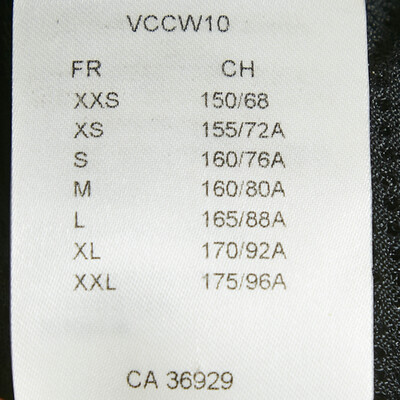 VCCW10
FR CH
XXS 150/68
XS 155/72A
S 160/76A
M 160/80A
L 165/88A
XL 170/92A
XXL 175/96A
CA 36929